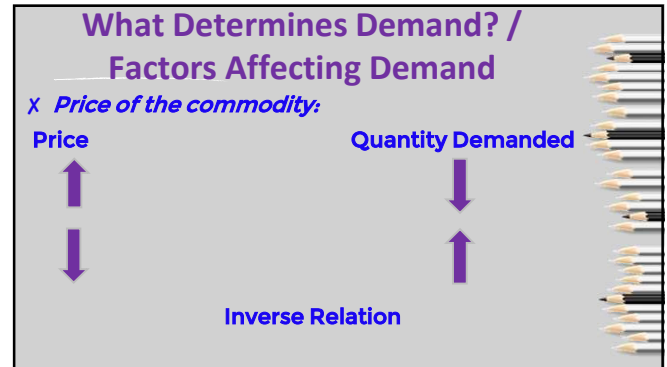 What Determines Demand? /
Factors Affecting Demand
✗ Price of the commodity:
Price Quantity Demanded
Inverse Relation